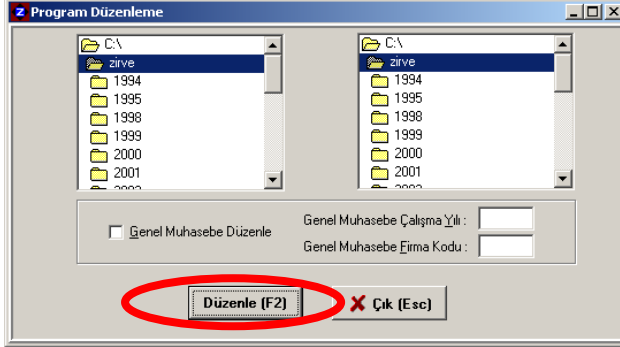 Program Düzenleme
C:\
zirve
1994
1995
1998
1999
2000
2001
C:\
zirve
1994
1995
1998
1999
2000
2001
Genel Muhasebe Düzenle
Genel Muhasebe Çalışma Yılı :
Genel Muhasebe Firma Kodu :
Düzenle (F2)
Çık (Esc)